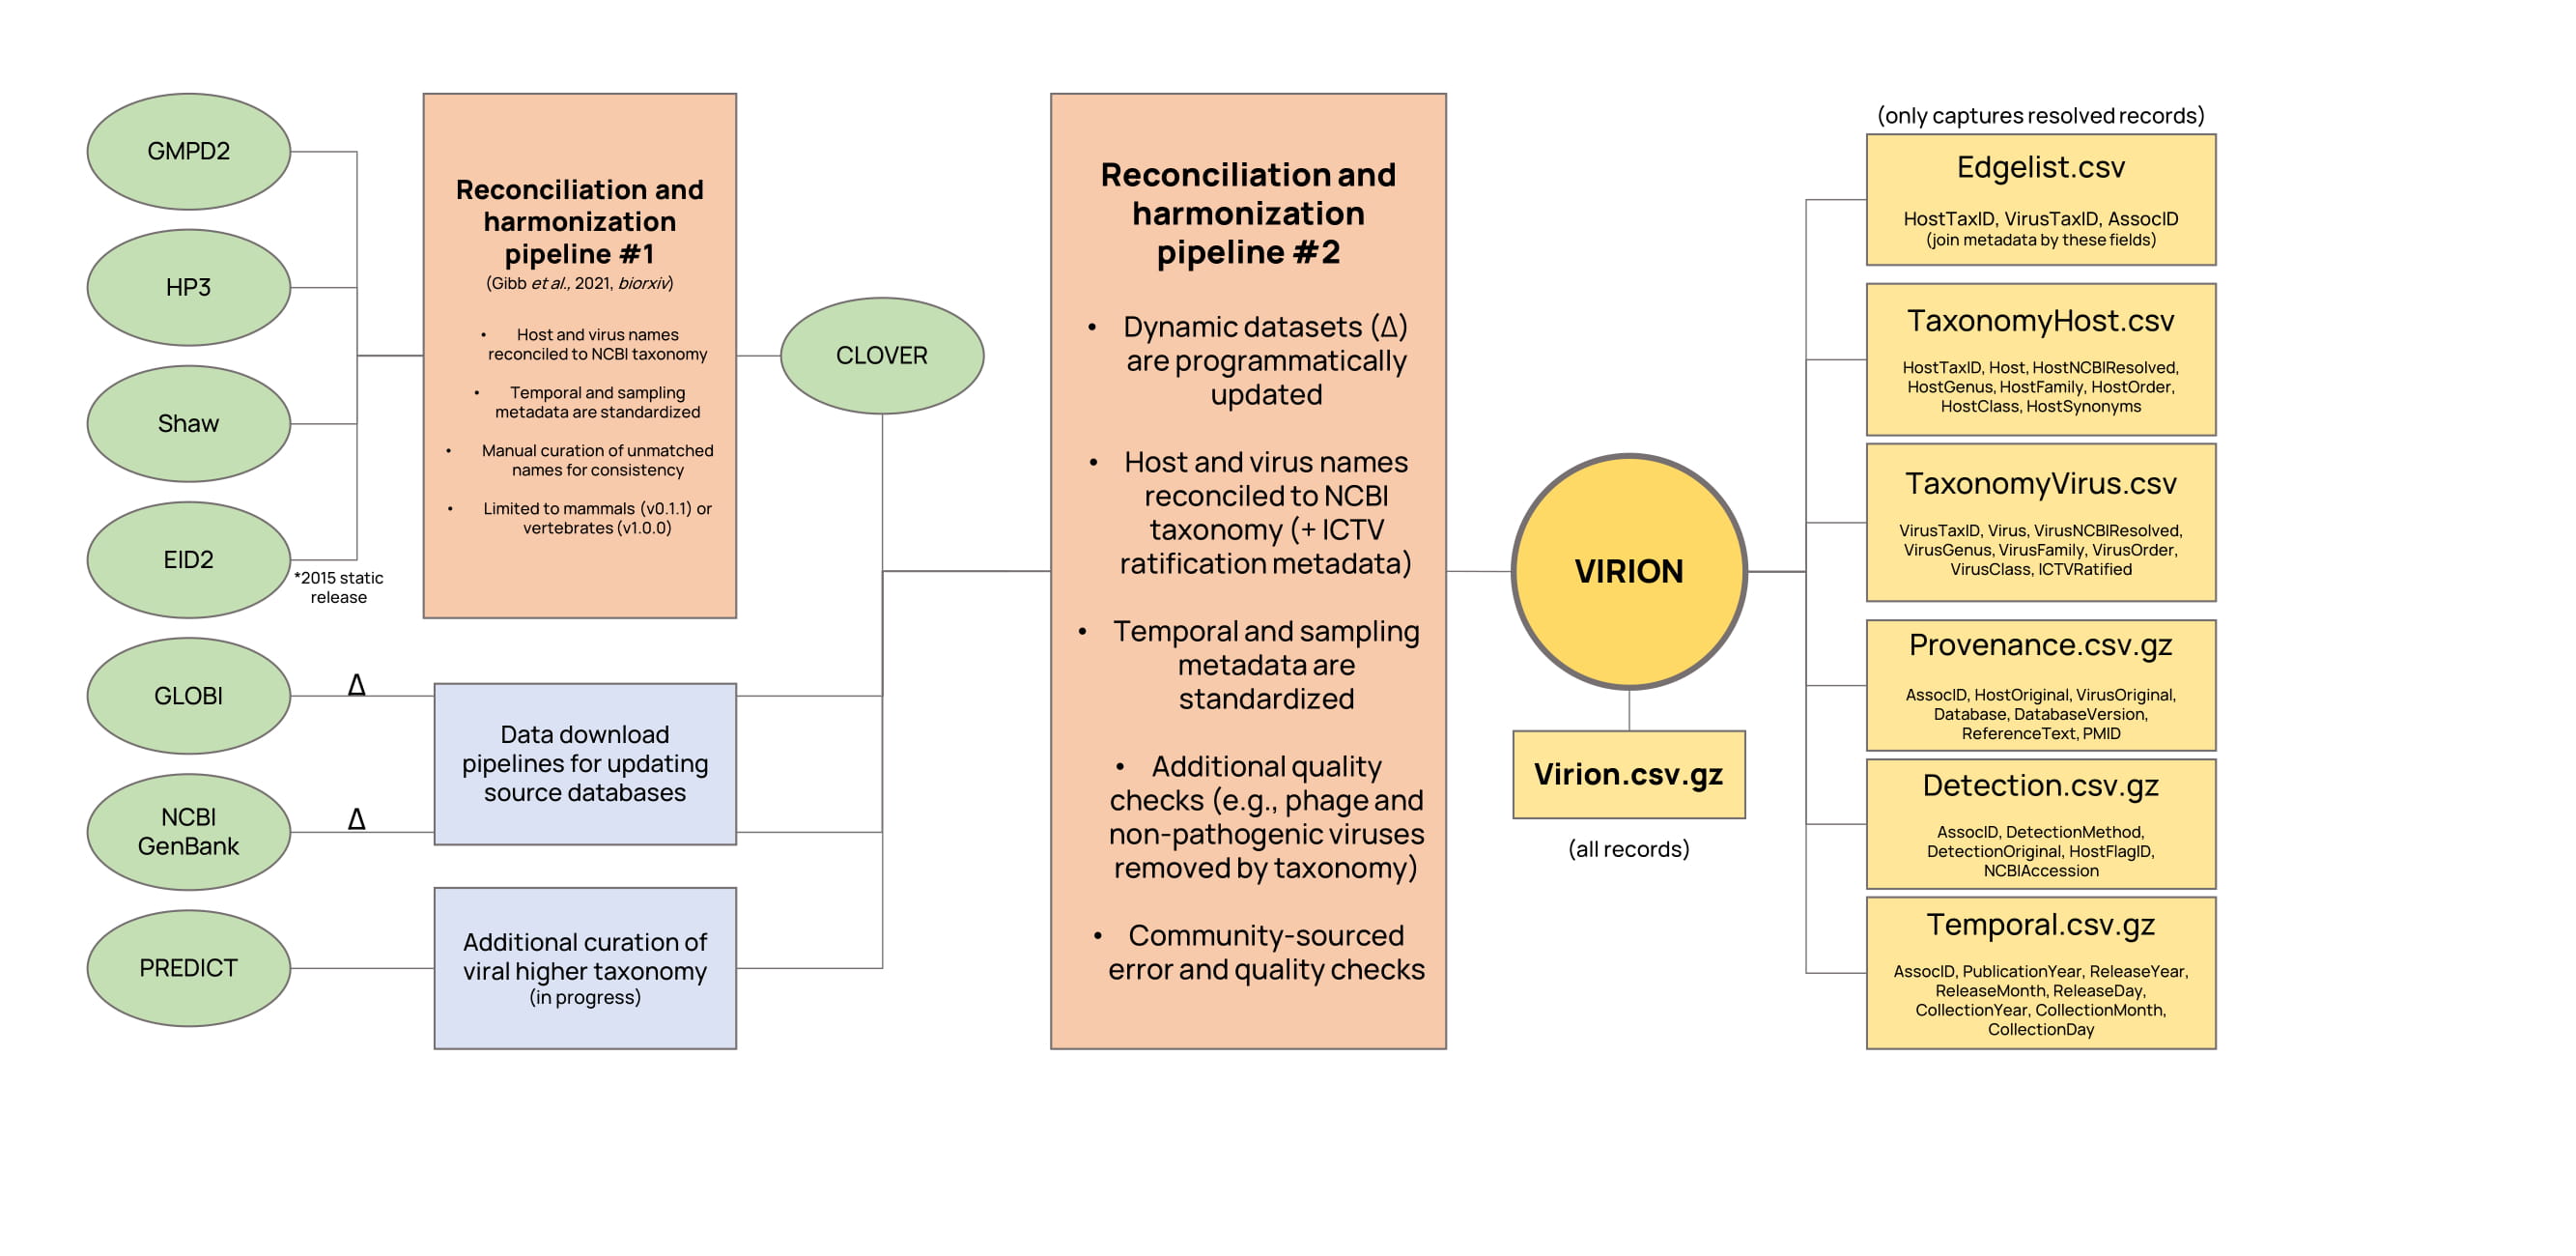 GMPD2
HP3
Shaw
EID2
*2015 static
release
GLOBI
Δ
NCBI
GenBank
Δ
PREDICT
Reconciliation and
harmonization
pipeline #1
(Gibb et al., 2021, biorxiv)
• Host and virus names
reconciled to NCBI taxonomy
• Temporal and sampling
metadata are standardized
• Manual curation of unmatched
names for consistency
• Limited to mammals (v0.1.1) or
vertebrates (v1.0.0)
Data download
pipelines for updating
source databases
Additional curation of
viral higher taxonomy
(in progress)
CLOVER
Reconciliation and
harmonization
pipeline #2
• Dynamic datasets (Δ)
are programmatically
updated
• Host and virus names
reconciled to NCBI
taxonomy (+ ICTV
ratification metadata)
• Temporal and sampling
metadata are
standardized
• Additional quality
checks (e.g., phage and
non-pathogenic viruses
removed by taxonomy)
• Community-sourced
error and quality checks
VIRION
Virion.csv.gz
(all records)
(only captures resolved records)
Edgelist.csv
HostTaxID, VirusTaxID, AssocID
(join metadata by these fields)
TaxonomyHost.csv
HostTaxID, Host, HostNCBIResolved,
HostGenus, HostFamily, HostOrder,
HostClass, HostSynonyms
TaxonomyVirus.csv
VirusTaxID, Virus, VirusNCBIResolved,
VirusGenus, VirusFamily, VirusOrder,
VirusClass, ICTVRatified
Provenance.csv.gz
AssocID, HostOriginal, VirusOriginal,
Database, DatabaseVersion,
ReferenceText, PMID
Detection.csv.gz
AssocID, DetectionMethod,
DetectionOriginal, HostFlagID,
NCBIAccession
Temporal.csv.gz
AssocID, PublicationYear, ReleaseYear,
ReleaseMonth, ReleaseDay,
CollectionYear, CollectionMonth,
CollectionDay